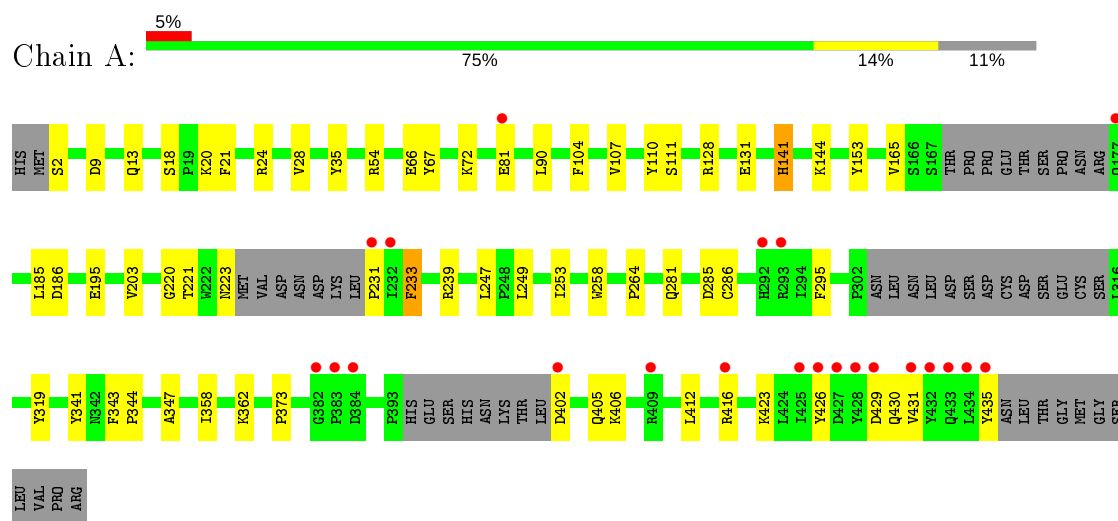 5%
Chain A:
75% 14% 11%
HIS MET S2 D9 Q13 S18 P19 K20 F21 R24 V28 Y35 R54 E66 Y67 K72 E81 L90 F104 V107 Y110 S111 R128 E131 H141 K144 Y153 V165 S166 S167 THR PRO PRO GLU THR SER PRO ASN ARG Q177
L185 D186 E195 V203 G220 T221 W222 N223 MET VAL ASP ASN ASP LYS LEU P231 I232 F233 R239 L247 P248 L249 I253 W258 P264 Q281 D285 C286 H292 R293 I294 F295 P302 ASN LEU ASN LEU ASP SER ASP CYS ASP SER GLU CYS SER L316
Y319 Y341 N342 F343 P344 A347 I358 K362 P373 G382 P383 D384 P393 HIS GLU SER HIS ASN LYS THR LEU D402 Q405 K406 R409 L412 R416 K423 L424 I425 Y426 D427 Y428 D429 Q430 V431 Y432 Q433 L434 Y435 ASN LEU THR GLY MET GLY SER
LEU VAL PRO ARG